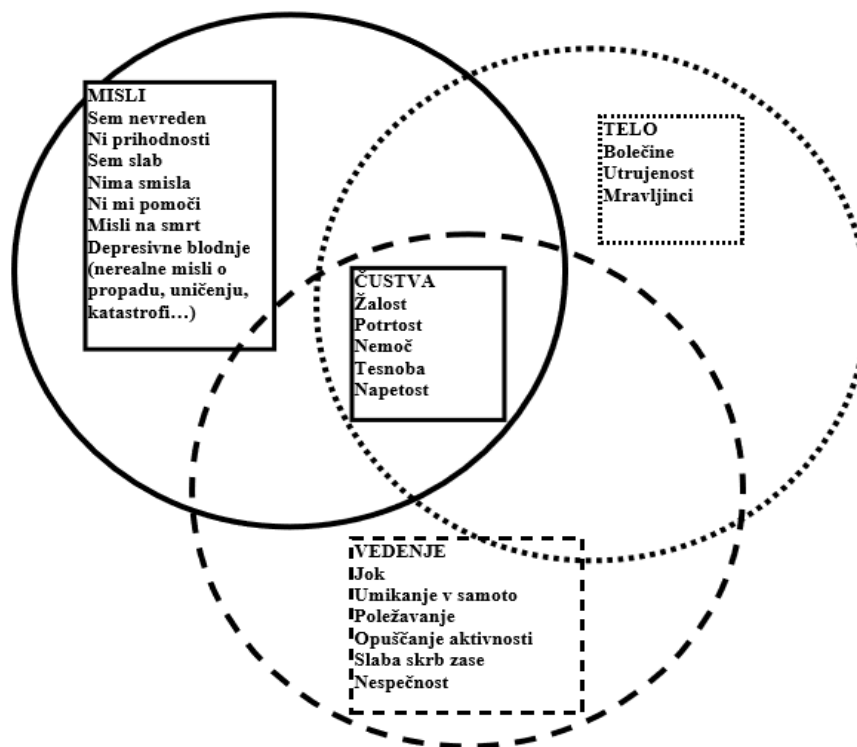 MISLI
Sem nevreden
Ni prihodnosti
Sem slab
Nima smisla
Ni mi pomoči
Misli na smrt
Depresivne blodnje
(nerealne misli o
propadu, uničenju,
katastrofi…)
TELO
Bolečine
Utrujenost
Mravljinci
ČUSTVA
Žalost
Potrtost
Nemoč
Tesnoba
Napetost
VEDENJE
Jok
Umikanje v samoto
Poležavanje
Opuščanje aktivnosti
Slaba skrb zase
Nespečnost